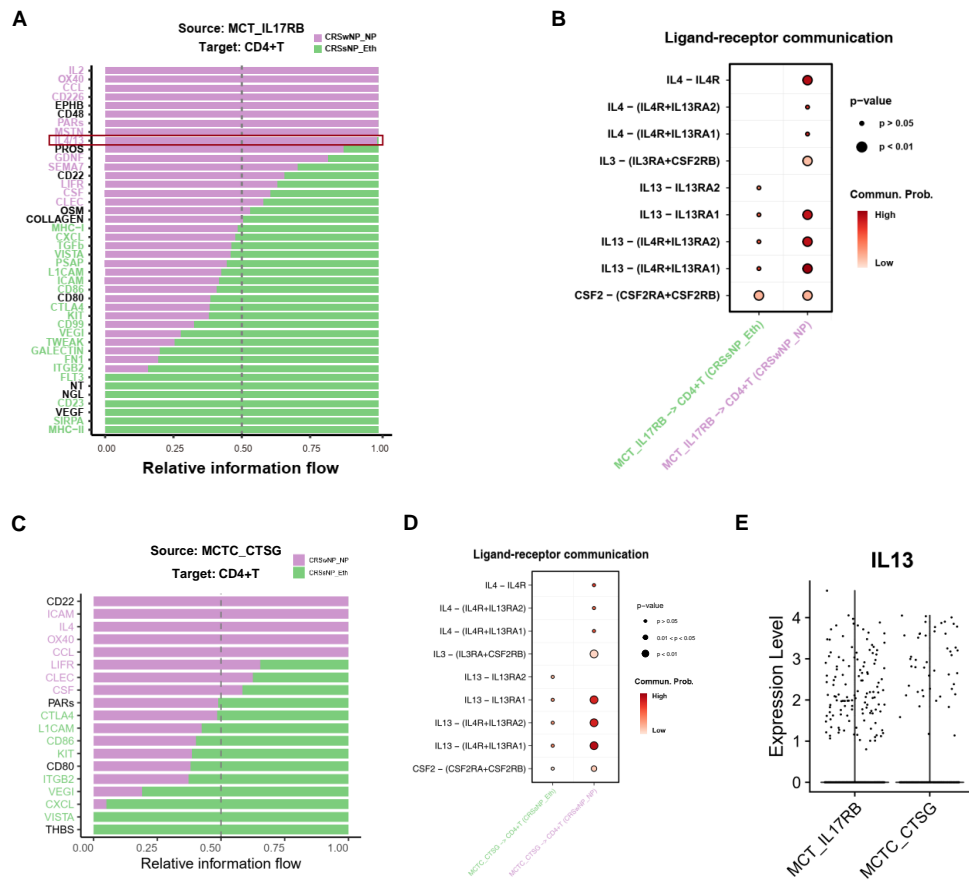 A
Source: MCT_IL17RB
Target: CD4+T
CRSwNP_NP
CRSsNP_Eth
IL2
OX40
CCL
CD226
EPHB
CD48
PARs
MSTN
IL4/13
PROS
GDNF
SEMA7
CD22
LIFR
CSF
CLEC
OSM
COLLAGEN
MHC-I
CXCL
TGFb
VISTA
PSAP
L1CAM
ICAM
CD86
CD80
CTLA4
KIT
CD99
VEGI
TWEAK
GALECTIN
FN1
ITGB2
FLT3
NT
NGL
CD23
VEGF
SIRPA
MHC-II
0.00 0.25 0.50 0.75 1.00
Relative information flow
B
Ligand-receptor communication
IL4 − IL4R
IL4 − (IL4R+IL13RA2)
IL4 − (IL4R+IL13RA1)
IL3 − (IL3RA+CSF2RB)
IL13 − IL13RA2
IL13 − IL13RA1
IL13 − (IL4R+IL13RA2)
IL13 − (IL4R+IL13RA1)
CSF2 − (CSF2RA+CSF2RB)
MCT_IL17RB −> CD4+T (CRSsNP_Eth)
MCT_IL17RB −> CD4+T (CRSwNP_NP)
p-value
p > 0.05
p < 0.01
Commun. Prob.
High
Low
C
Source: MCTC_CTSG
Target: CD4+T
CRSwNP_NP
CRSsNP_Eth
CD22
ICAM
IL4
OX40
CCL
LIFR
CLEC
CSF
PARs
CTLA4
L1CAM
CD86
KIT
CD80
ITGB2
VEGI
CXCL
VISTA
THBS
0.00 0.25 0.50 0.75 1.00
Relative information flow
D
Ligand-receptor communication
IL4 − IL4R
IL4 − (IL4R+IL13RA2)
IL4 − (IL4R+IL13RA1)
IL3 − (IL3RA+CSF2RB)
IL13 − IL13RA2
IL13 − IL13RA1
IL13 − (IL4R+IL13RA2)
IL13 − (IL4R+IL13RA1)
CSF2 − (CSF2RA+CSF2RB)
MCTC_CTSG −> CD4+T (CRSsNP_Eth)
MCTC_CTSG −> CD4+T (CRSwNP_NP)
p-value
p > 0.05
0.01 < p < 0.05
p < 0.01
Commun. Prob.
High
Low
E
IL13
Expression Level
4
3
2
1
0
MCT_IL17RB
MCTC_CTSG